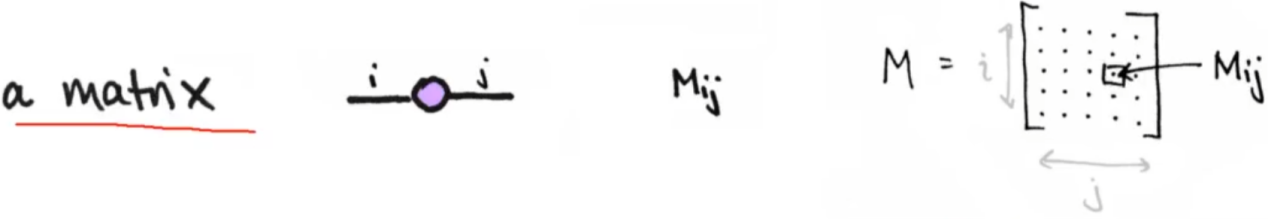 a matrix
i j
Mij
M = i Mij
j